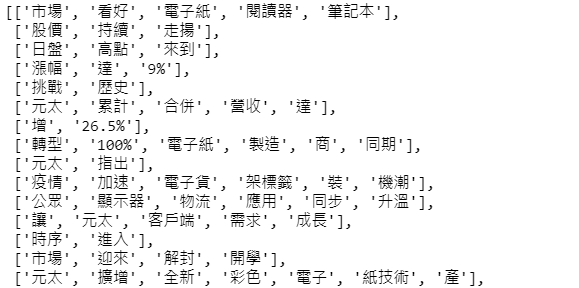 [['市場', '看好', '電子紙', '閱讀器', '筆記本'],
['股價', '持續', '走揚'],
['日盤', '高點', '來到'],
['漲幅', '達', '9%'],
['挑戰', '歷史'],
['元太', '累計', '合併', '營收', '達'],
['增', '26.5%'],
['轉型', '100%', '電子紙', '製造', '商', '同期'],
['元太', '指出'],
['疫情', '加速', '電子貨', '架標籤', '裝', '機潮'],
['公眾', '顯示器', '物流', '應用', '同步', '升溫'],
['讓', '元太', '客戶端', '需求', '成長'],
['時序', '進入'],
['市場', '迎來', '解封', '開學'],
['元太', '擴增', '全新', '彩色', '電子', '紙技術', '產'],